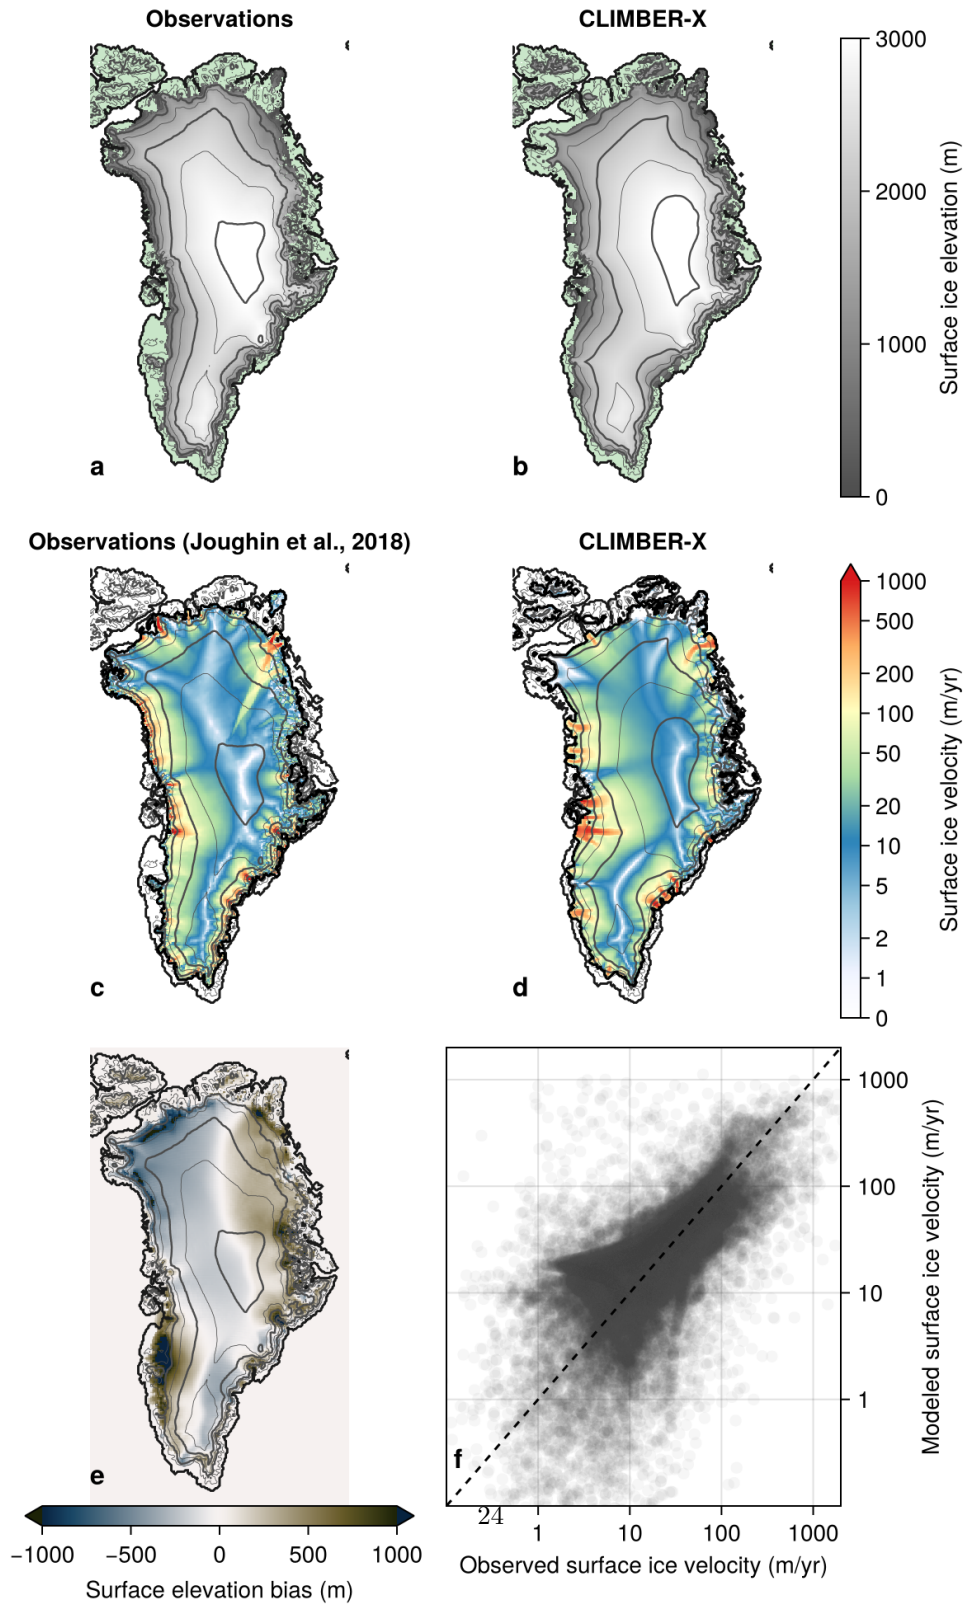 Observations
CLIMBER-X
3000
2000
1000
0
Surface ice elevation (m)
a
b
Observations (Joughin et al., 2018)
CLIMBER-X
1000
500
200
100
50
20
10
5
2
1
0
Surface ice velocity (m/yr)
c
d
e
−1000
−500
0
500
1000
Surface elevation bias (m)
1000
100
10
1
Modeled surface ice velocity (m/yr)
f
24
1
10
100
1000
Observed surface ice velocity (m/yr)